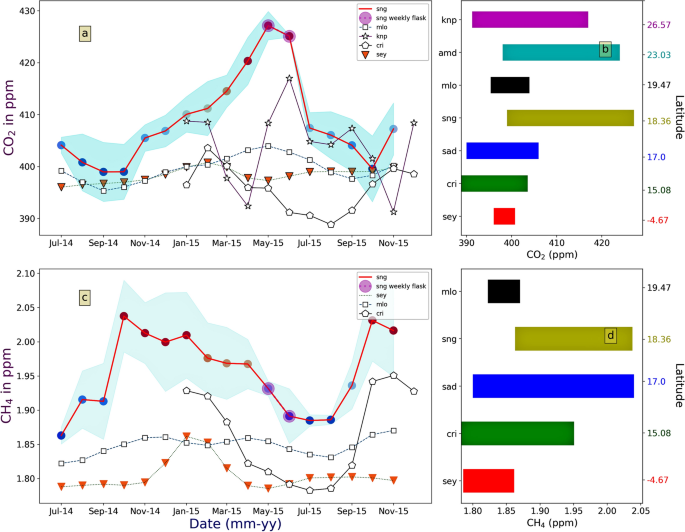 430
420
410
400
390
CO2 in ppm
a
sng
sng weekly flask
mlo
knp
cri
sey
Jul-14
Sep-14
Nov-14
Jan-15
Mar-15
May-15
Jul-15
Sep-15
Nov-15
knp
amd
mlo
sng
sad
cri
sey
b
26.57
23.03
19.47
18.36
17.0
15.08
-4.67
Latitude
390
400
420
CO2 (ppm)
2.10
2.05
2.00
1.95
1.90
1.85
1.80
CH4 in ppm
c
sng
sng weekly flask
sey
mlo
cri
Jul-14
Sep-14
Nov-14
Jan-15
Mar-15
May-15
Jul-15
Sep-15
Nov-15
Date (mm-yy)
mlo
sng
sad
cri
sey
d
19.47
18.36
17.0
15.08
-4.67
Latitude
1.80
1.85
1.90
1.95
2.00
2.05
CH4 (ppm)